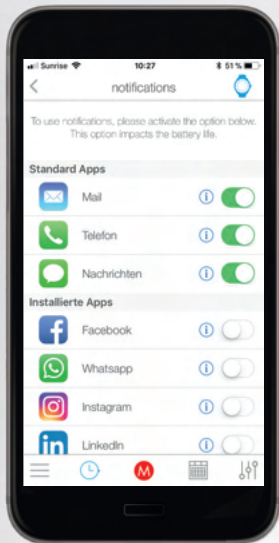 Sunrise 10:27 51%
notifications
To use notifications, please activate the option below.
This option impacts the battery life.
Standard Apps
Mail
Telefon
Nachrichten
Installierte Apps
Facebook
Whatsapp
Instagram
in LinkedIn
M